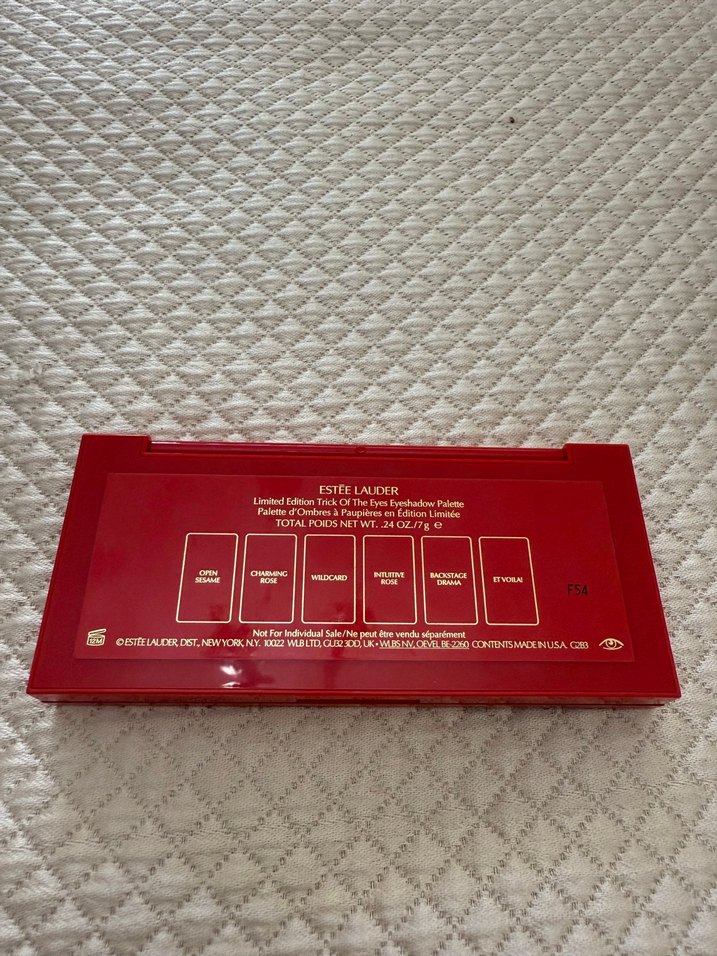 ESTĒE LAUDER
Limited Edition Trick Of The Eyes Eyeshadow Palette
Palette d'Ombres à Paupières en Édition Limitée
TOTAL POIDS NET WT. .24 OZ./7 g ℮
OPEN
SESAME
CHARMING
ROSE
WILDCARD
INTUITIVE
ROSE
BACKSTAGE
DRAMA
ET VOILA!
F54
Not For Individual Sale/Ne peut être vendu séparément
12M
© ESTĒE LAUDER, DIST., NEW YORK, N.Y. 10022 WLB LTD, GU32 3DD, UK • WLBS NV, OEVEL BE-2260 CONTENTS MADE IN U.S.A. G2B3